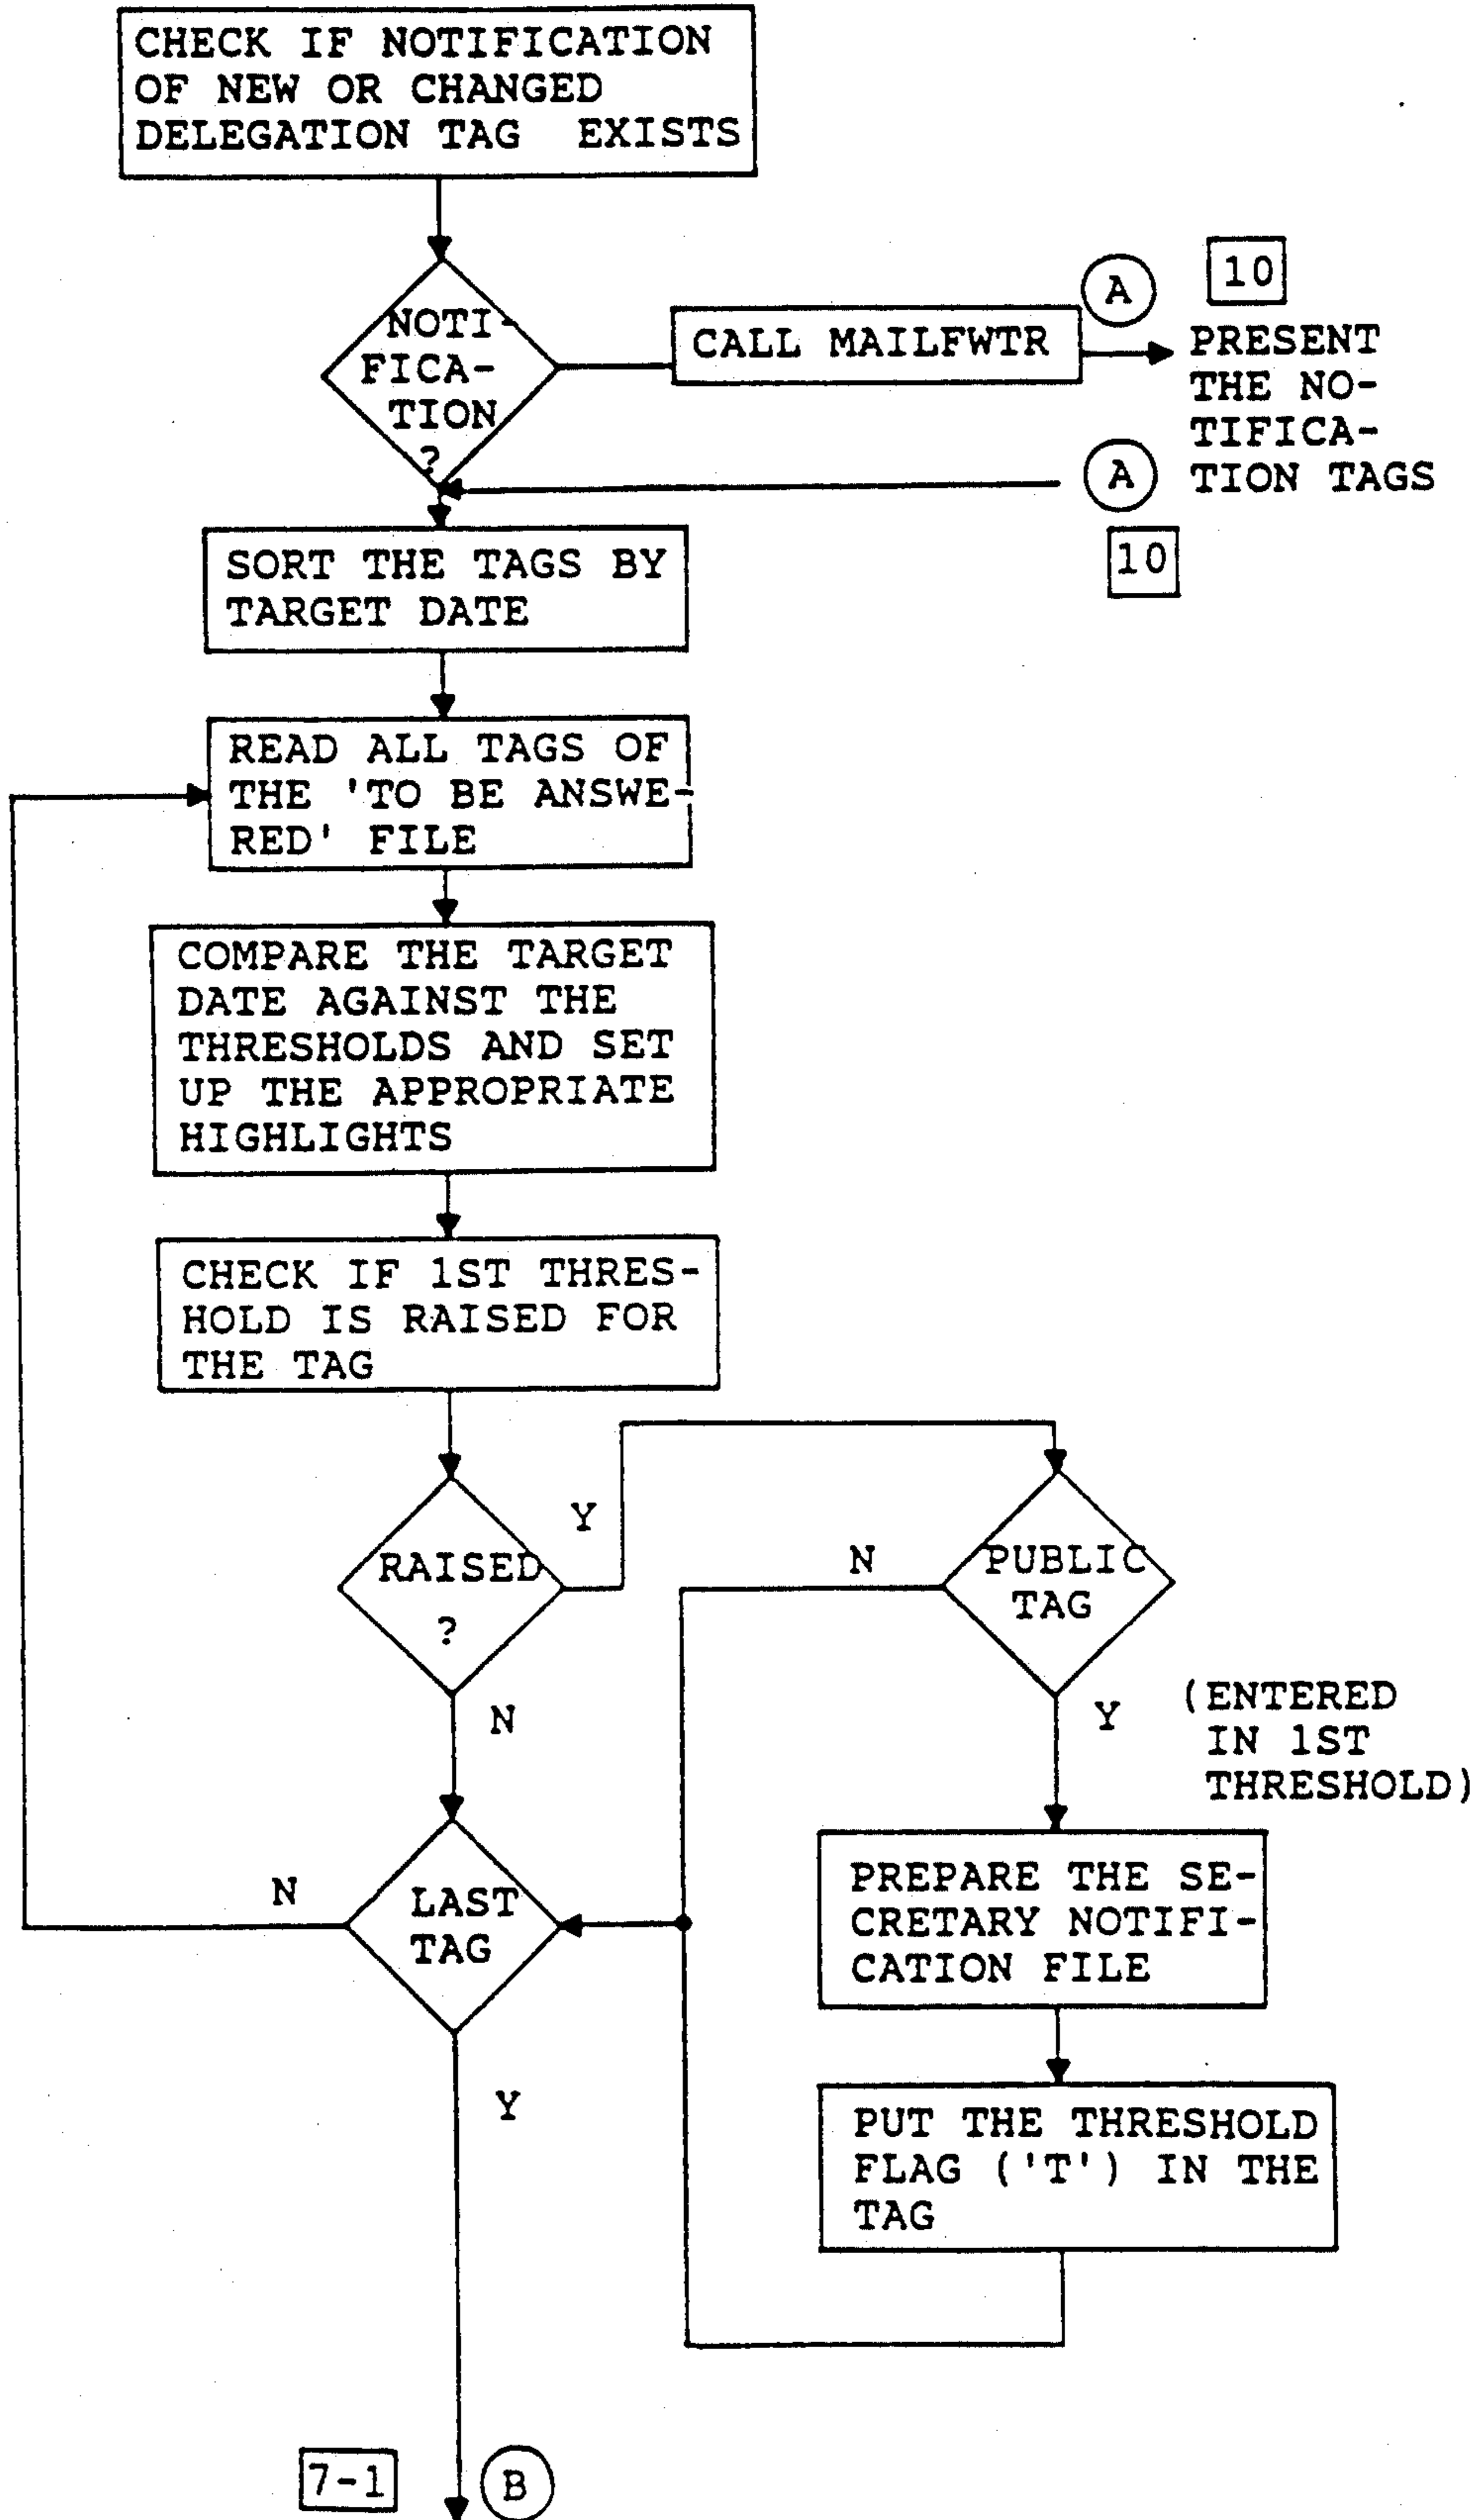 CHECK IF NOTIFICATION
OF NEW OR CHANGED
DELEGATION TAG EXISTS
NOTI-
FICA-
TION
?
CALL MAILFWTR
A
10
PRESENT
THE NO-
TIFICA-
TION TAGS
A
10
SORT THE TAGS BY
TARGET DATE
READ ALL TAGS OF
THE 'TO BE ANSWE-
RED' FILE
COMPARE THE TARGET
DATE AGAINST THE
THRESHOLDS AND SET
UP THE APPROPRIATE
HIGHLIGHTS
CHECK IF 1ST THRES-
HOLD IS RAISED FOR
THE TAG
RAISED
?
Y
N
PUBLIC
TAG
N
Y
(ENTERED
IN 1ST
THRESHOLD)
LAST
TAG
N
Y
PREPARE THE SE-
CRETARY NOTIFI-
CATION FILE
PUT THE THRESHOLD
FLAG ('T') IN THE
TAG
7-1
B